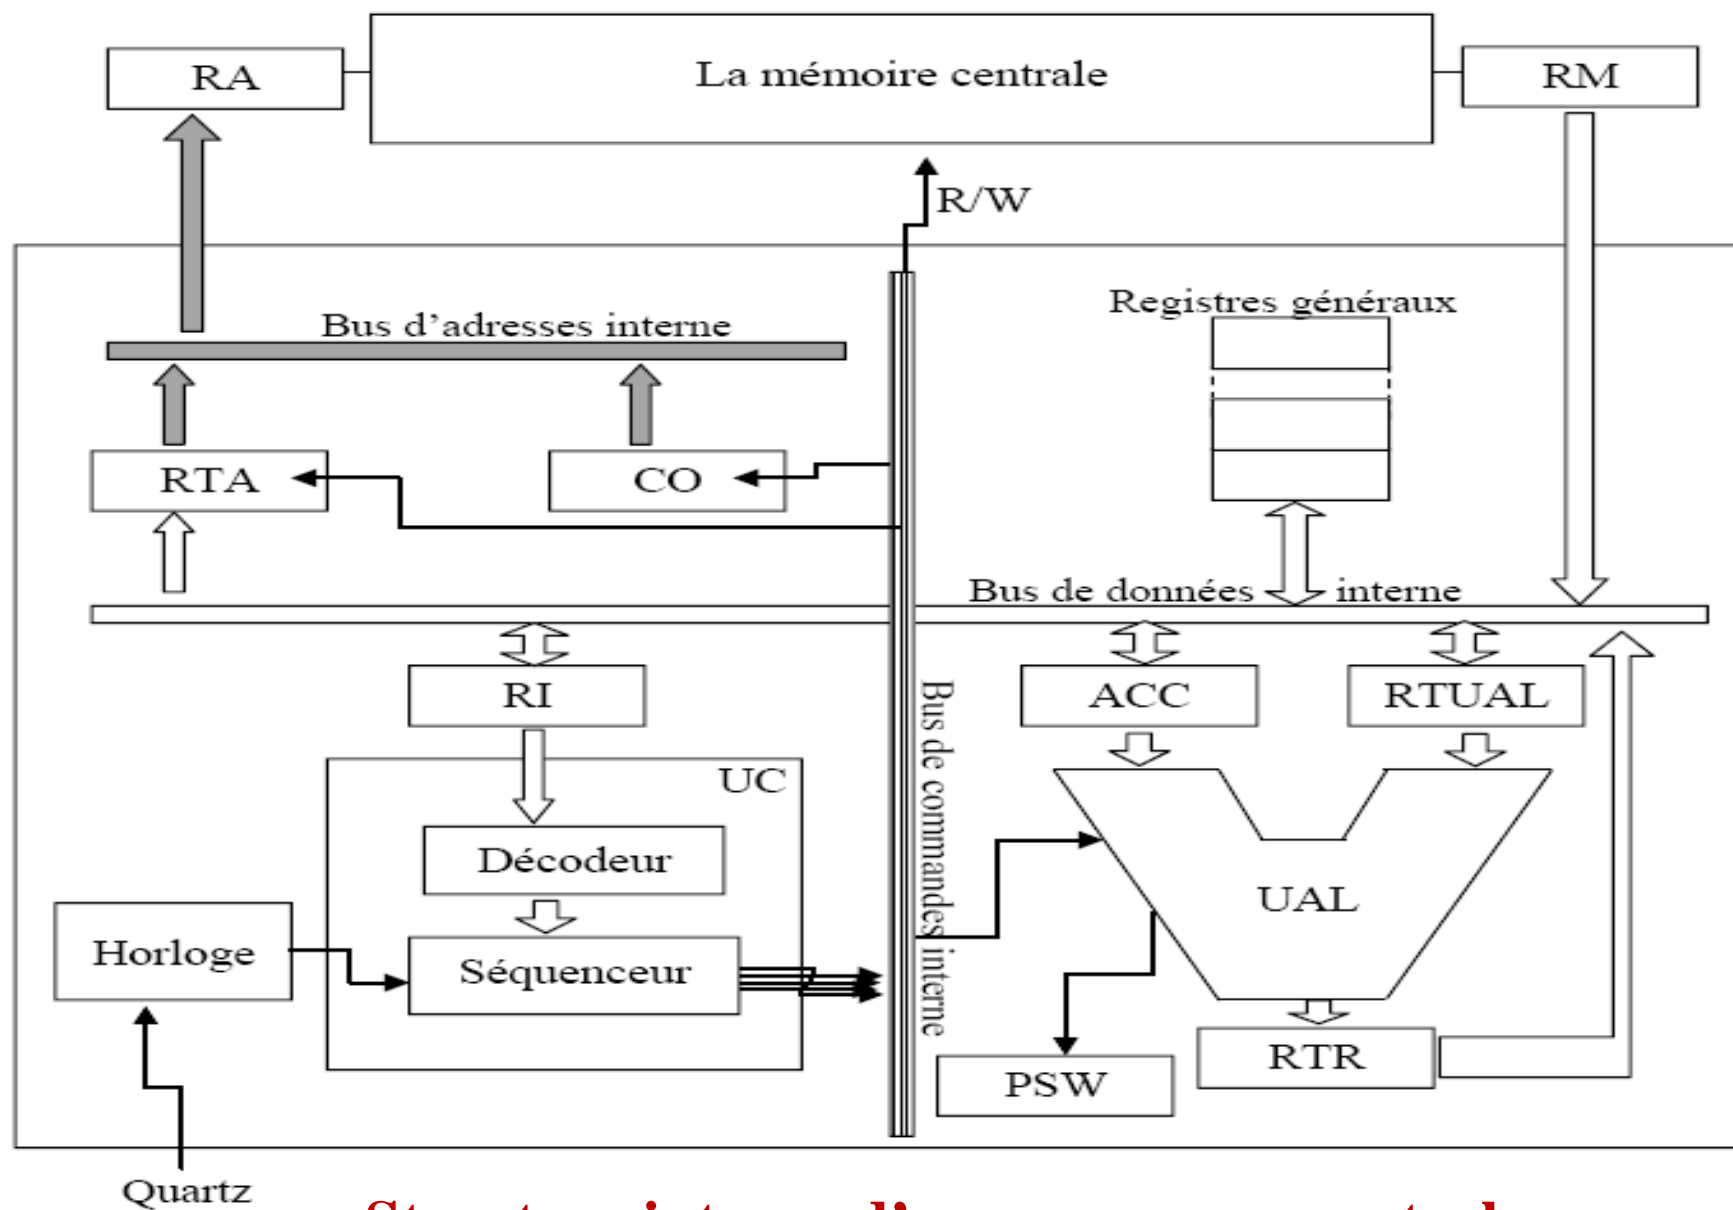 RA
La mémoire centrale
RM
R/W
Registres généraux
Bus d’adresses interne
RTA
CO
Bus de données interne
RI
ACC
RTUAL
Bus de commandes interne
UC
Décodeur
UAL
Horloge
Séquenceur
RTR
PSW
Quartz